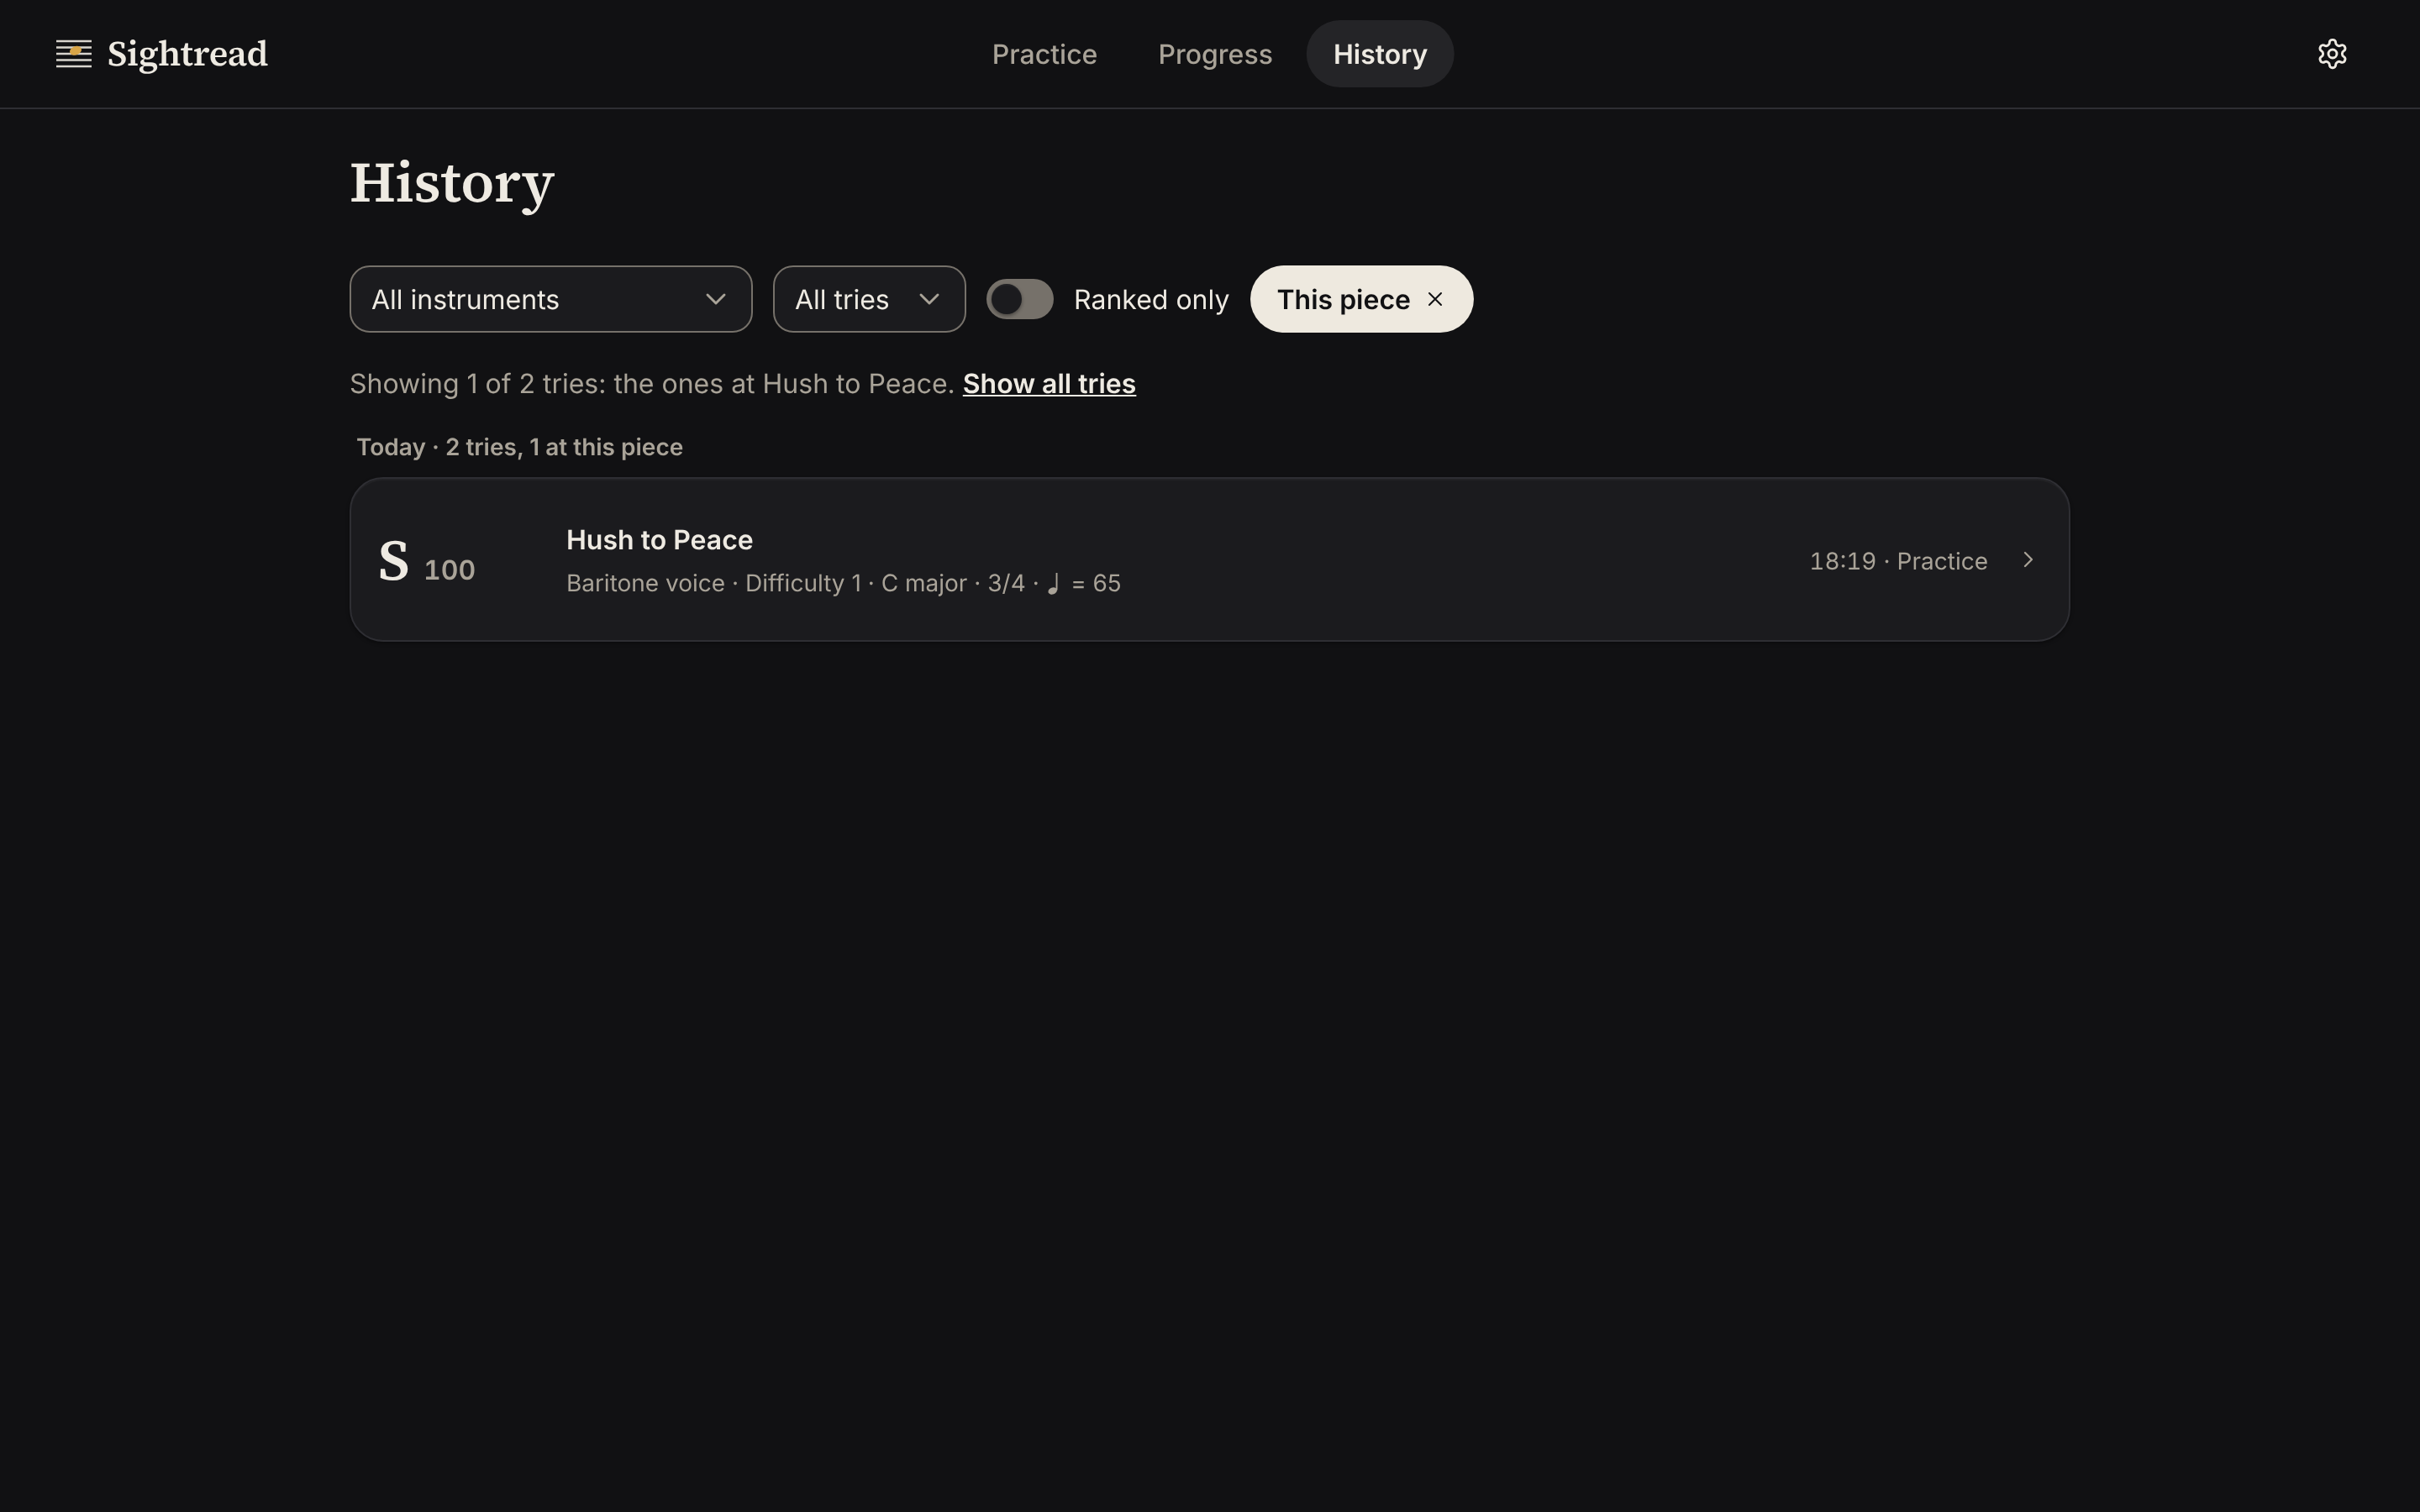 Sightread
Practice
Progress
History
History
All instruments
All tries
Ranked only
This piece ×
Showing 1 of 2 tries: the ones at Hush to Peace. Show all tries
Today · 2 tries, 1 at this piece
S 100
Hush to Peace
Baritone voice · Difficulty 1 · C major · 3/4 · ♩ = 65
18:19 · Practice